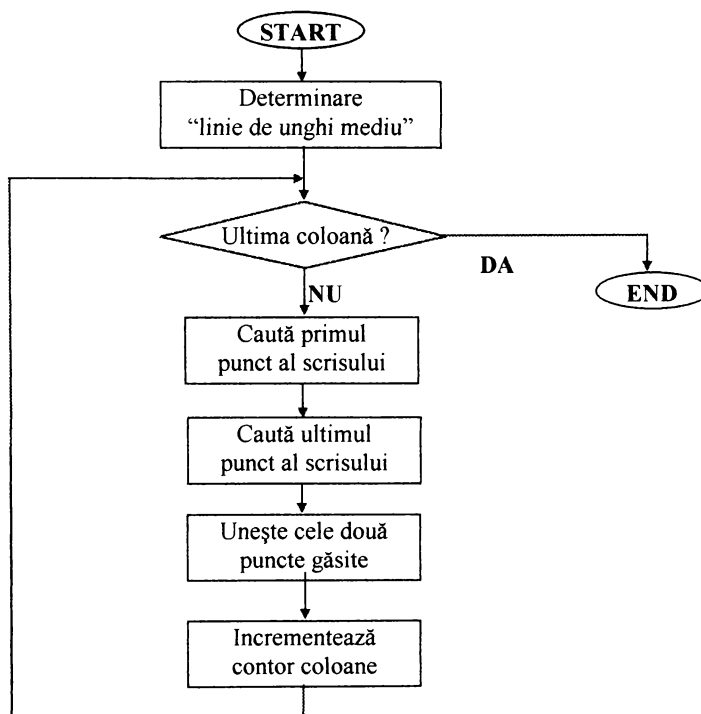 START
Determinare
“linie de unghi mediu”
Ultima coloană ?
DA
NU
END
Caută primul
punct al scrisului
Caută ultimul
punct al scrisului
Uneşte cele două
puncte găsite
Incrementează
contor coloane